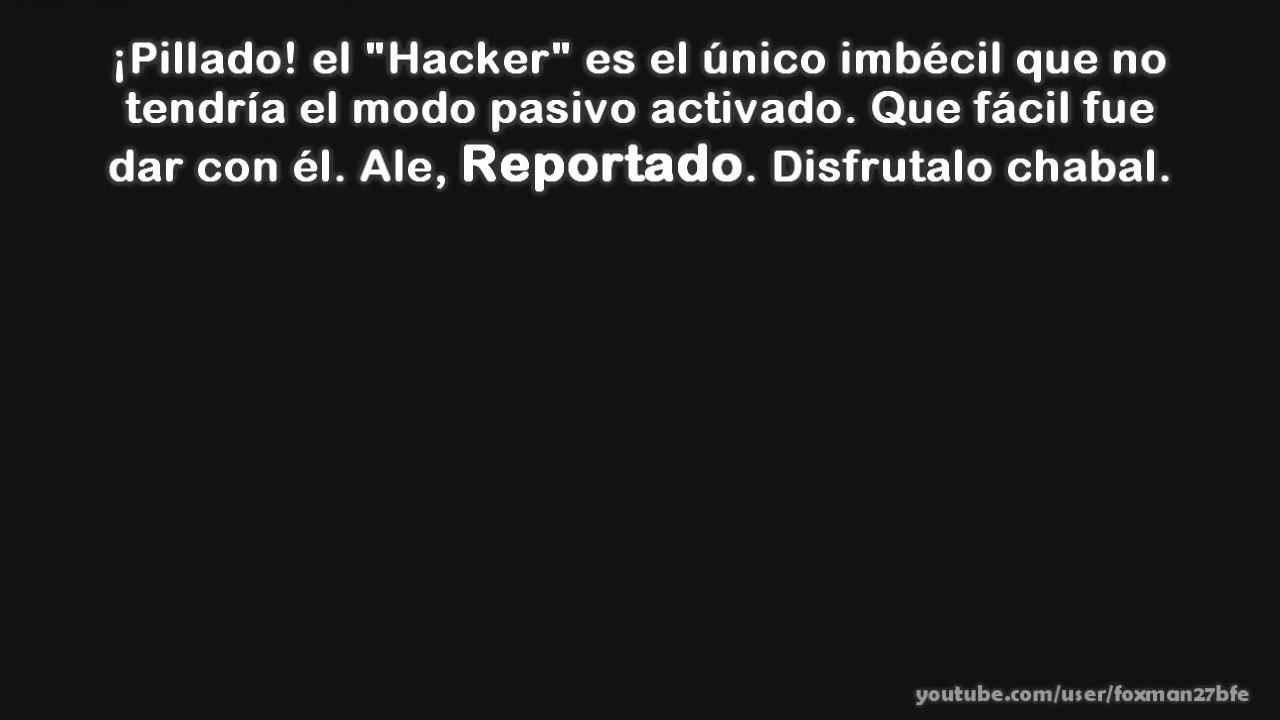 ¡Pillado! el "Hacker" es el único imbécil que no
tendría el modo pasivo activado. Que fácil fue
dar con él. Ale, Reportado. Disfrutalo chabal.
youtube.com/user/foxman27bfe